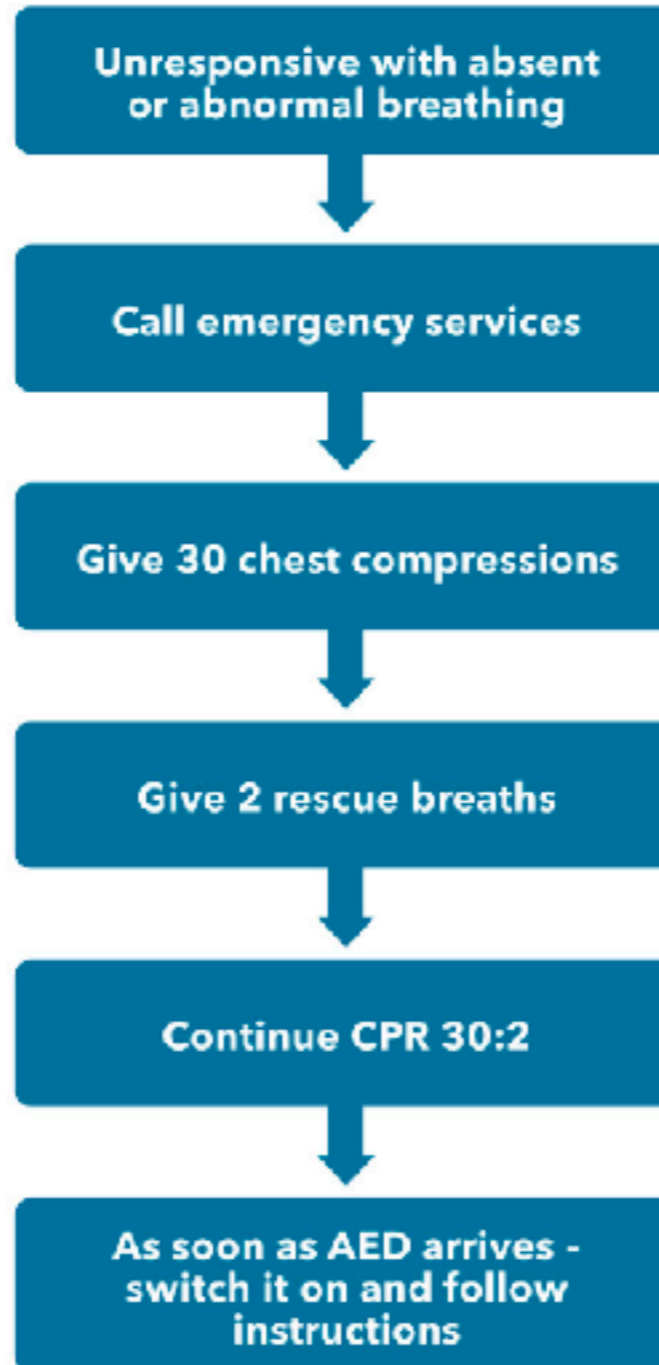 Unresponsive with absent
or abnormal breathing
Call emergency services
Give 30 chest compressions
Give 2 rescue breaths
Continue CPR 30:2
As soon as AED arrives -
switch it on and follow
instructions